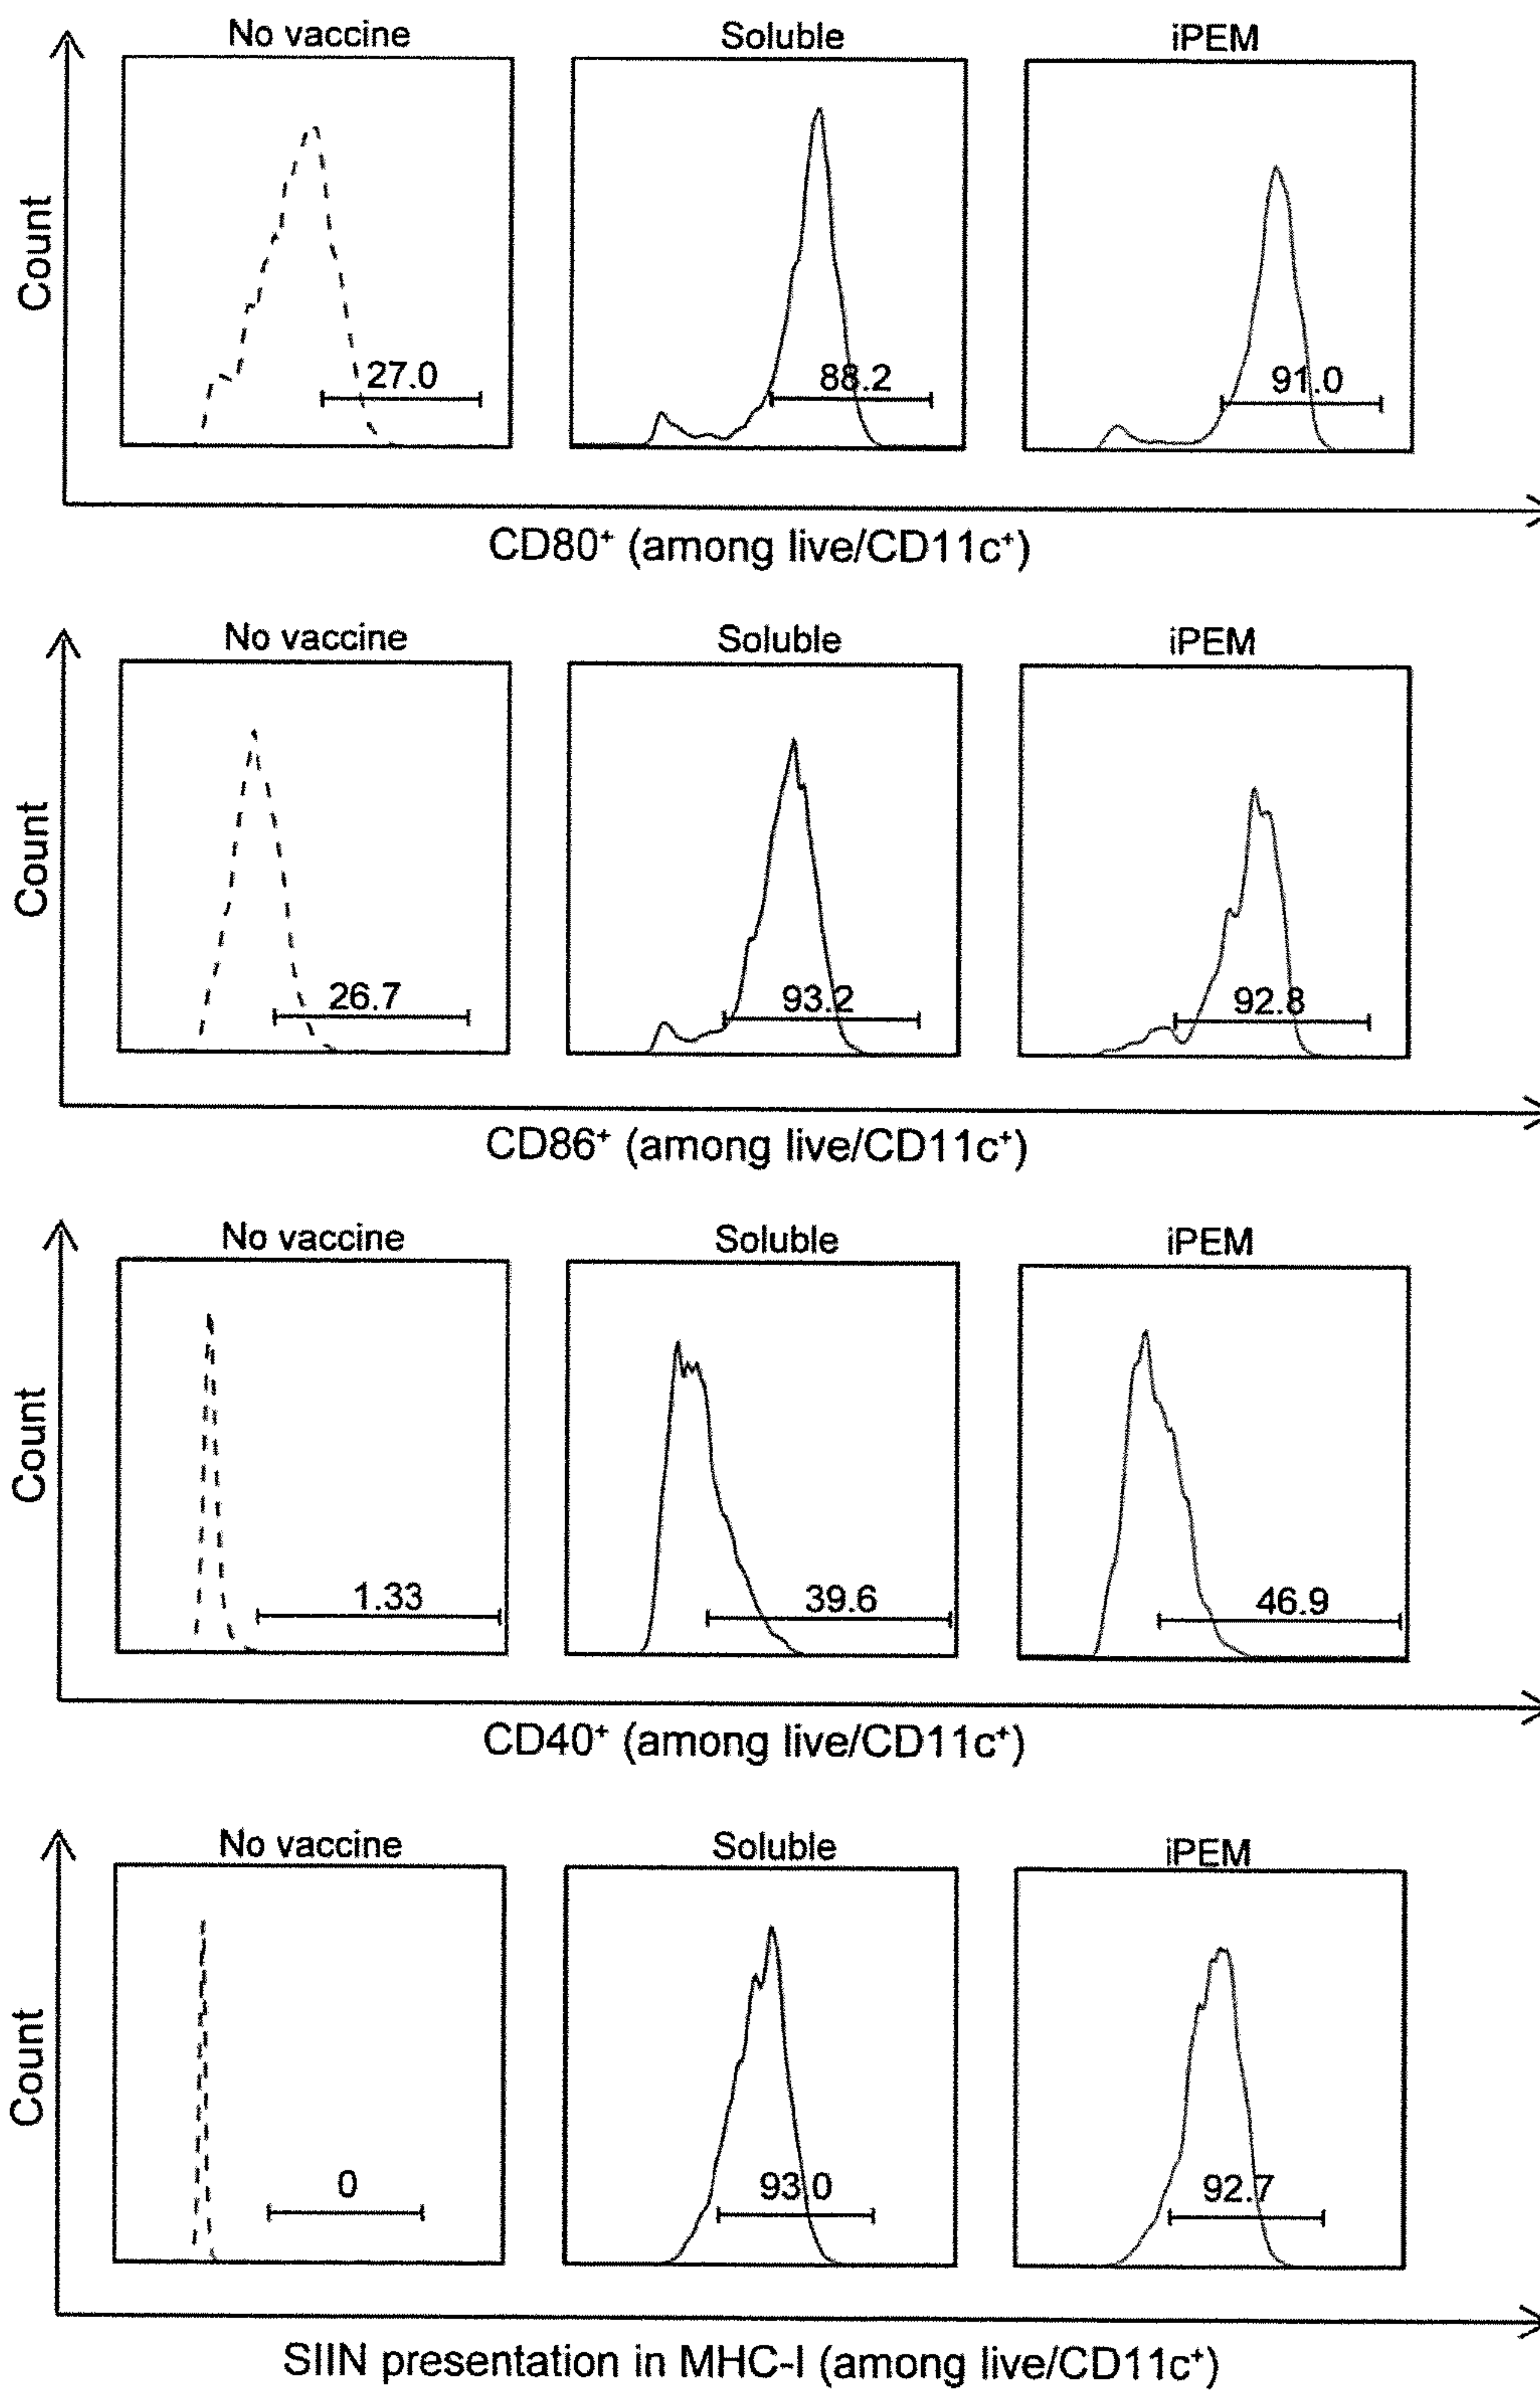 No vaccine Soluble iPEM
Count
27.0 88.2 91.0
CD80⁺ (among live/CD11c⁺)
No vaccine Soluble iPEM
Count
26.7 93.2 92.8
CD86⁺ (among live/CD11c⁺)
No vaccine Soluble iPEM
Count
1.33 39.6 46.9
CD40⁺ (among live/CD11c⁺)
No vaccine Soluble iPEM
Count
0 93.0 92.7
SIIN presentation in MHC-I (among live/CD11c⁺)